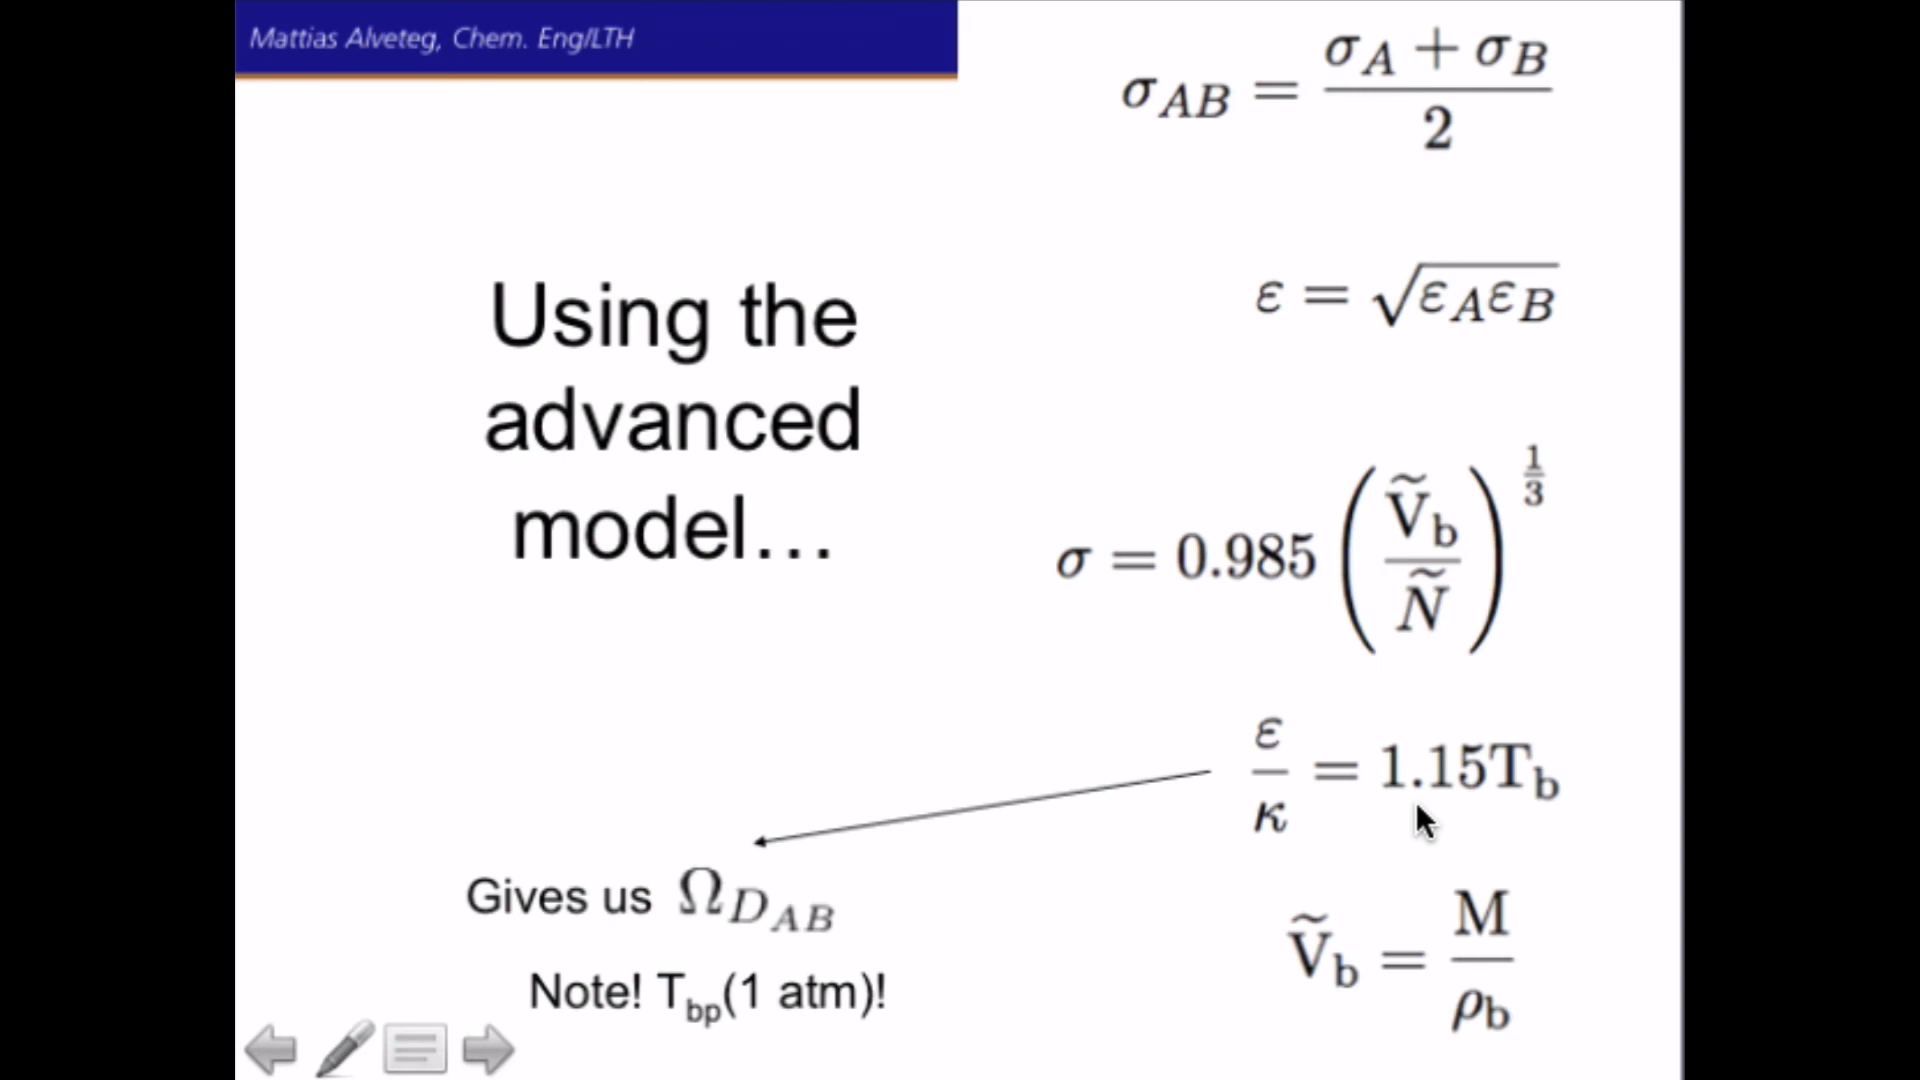 Mattias Alveteg, Chem. Eng/LTH
Using the
advanced
model...
σ_AB = (σ_A + σ_B)/2
ε = √(ε_A ε_B)
σ = 0.985 (Ṽ_b/Ñ)^(1/3)
ε/κ = 1.15T_b
Ṽ_b = M/ρ_b
Gives us Ω_D_AB
Note! T_bp(1 atm)!